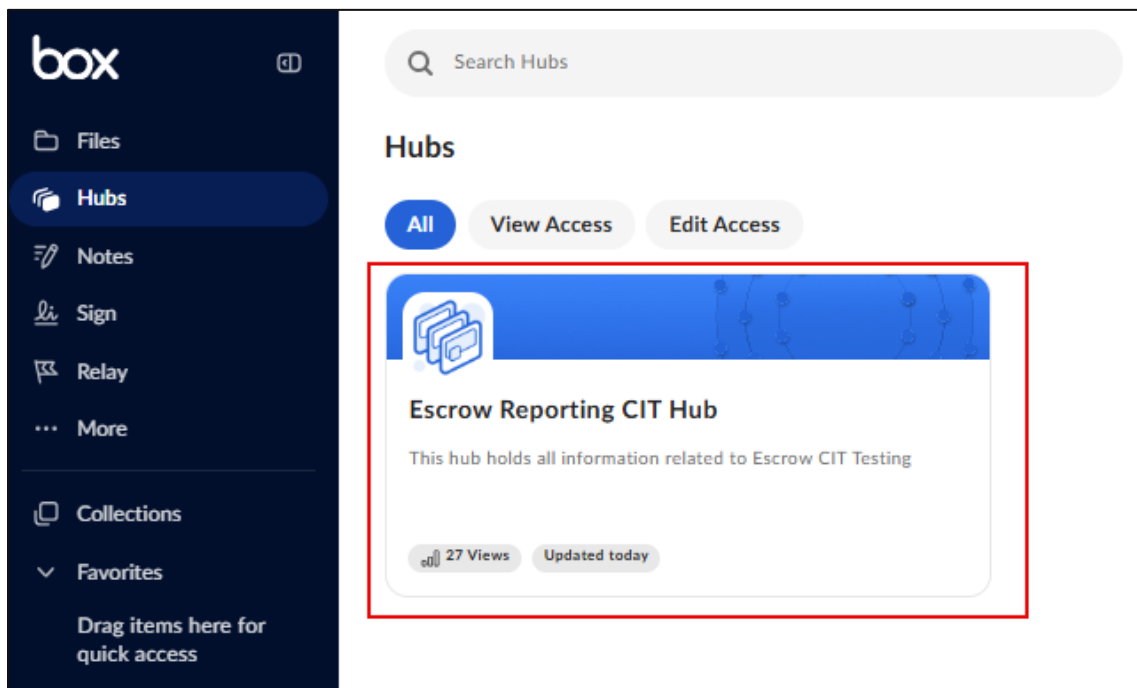 box
Files
Hubs
Notes
Sign
Relay
More
Collections
Favorites
Drag items here for
quick access
Search Hubs
Hubs
All
View Access
Edit Access
Escrow Reporting CIT Hub
This hub holds all information related to Escrow CIT Testing
27 Views
Updated today